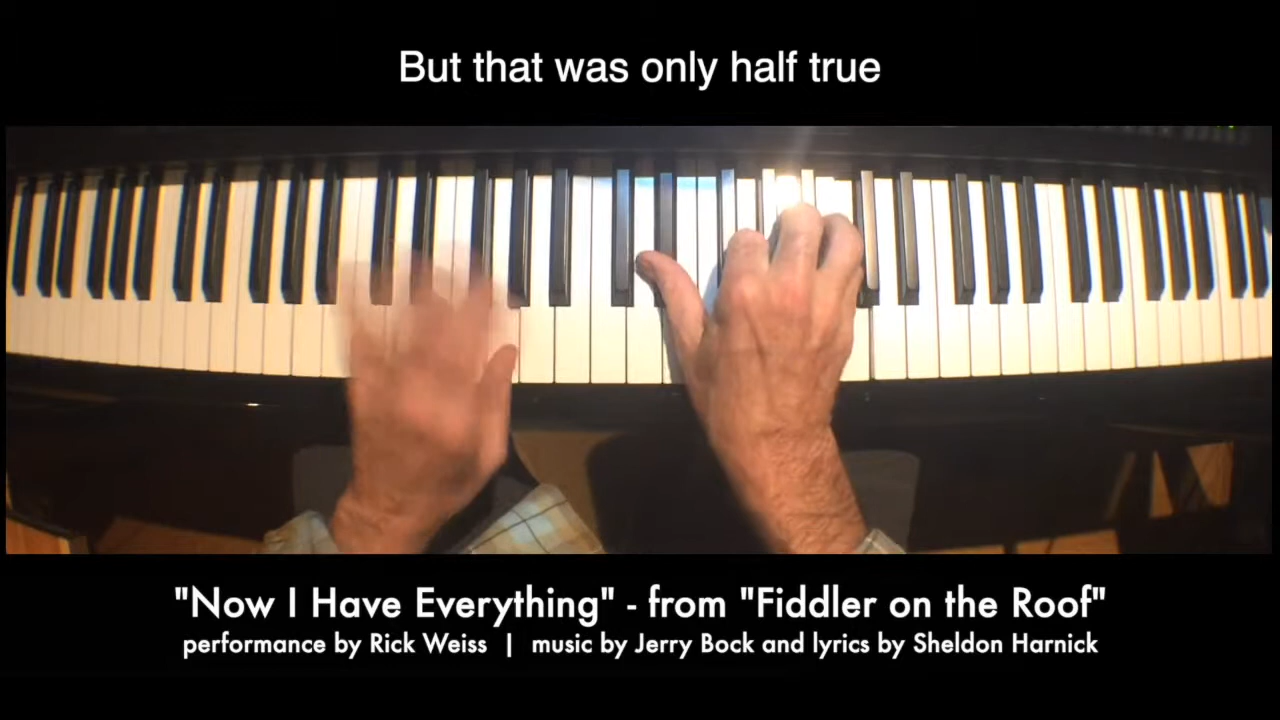 But that was only half true
"Now I Have Everything" - from "Fiddler on the Roof"
performance by Rick Weiss | music by Jerry Bock and lyrics by Sheldon Harnick